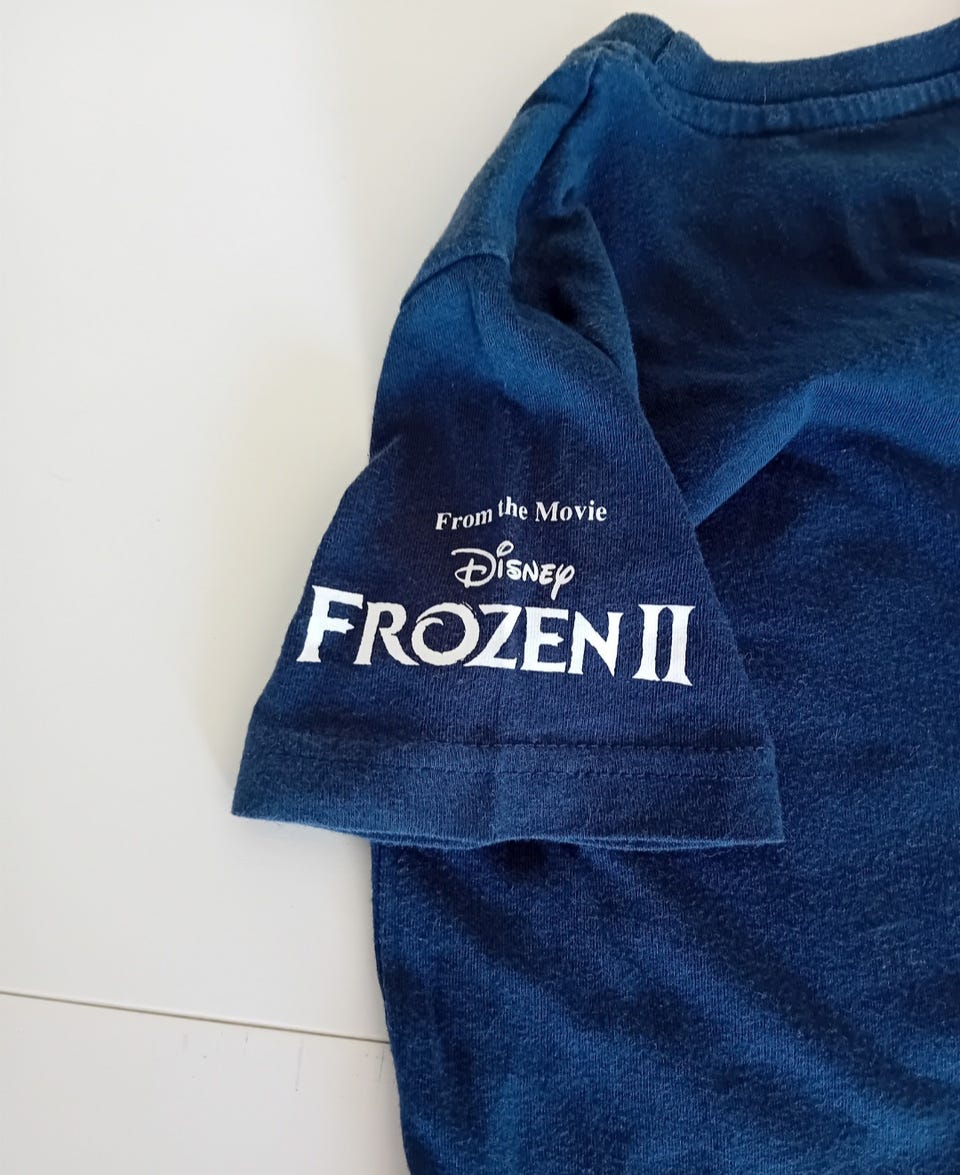 From the Movie
Disney
FROZEN II